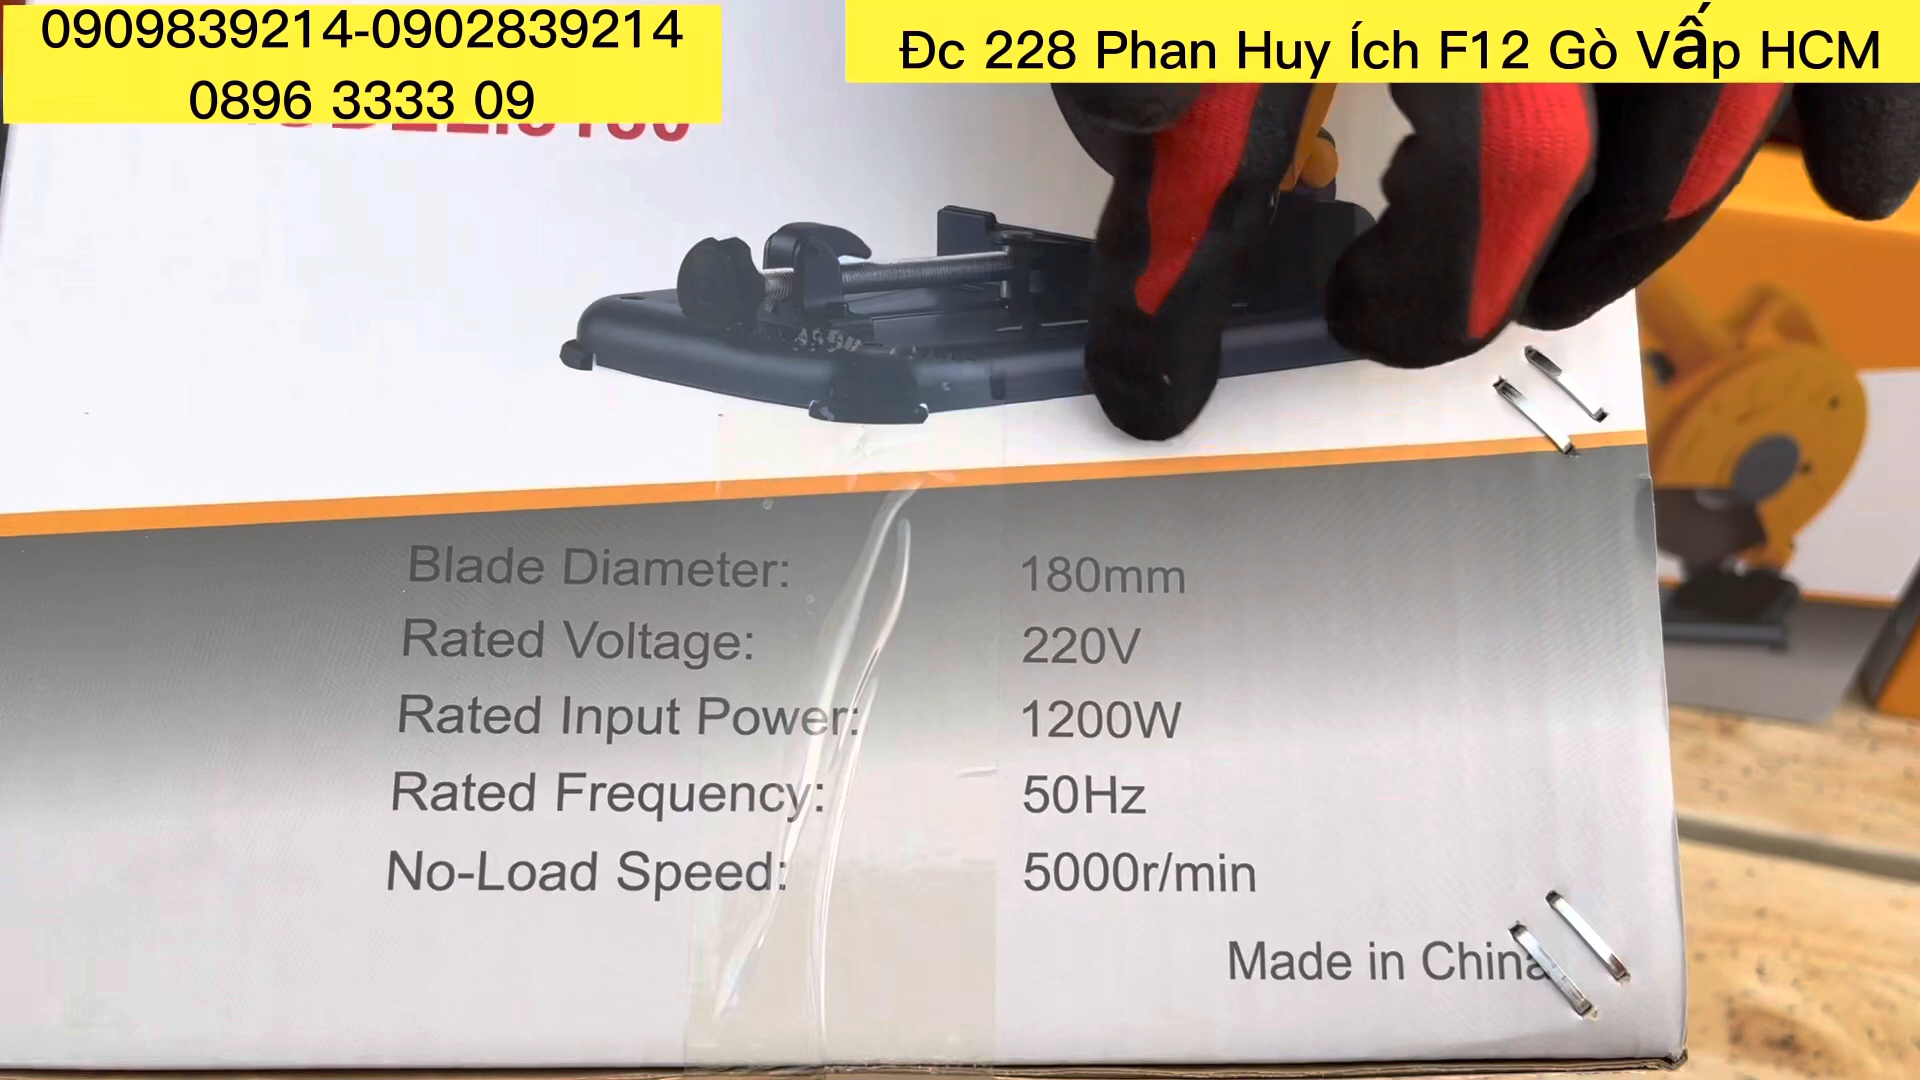 0909839214-0902839214
0896 3333 09
Đc 228 Phan Huy Ích F12 Gò Vấp HCM
Blade Diameter: 180mm
Rated Voltage: 220V
Rated Input Power: 1200W
Rated Frequency: 50Hz
No-Load Speed: 5000r/min
Made in China